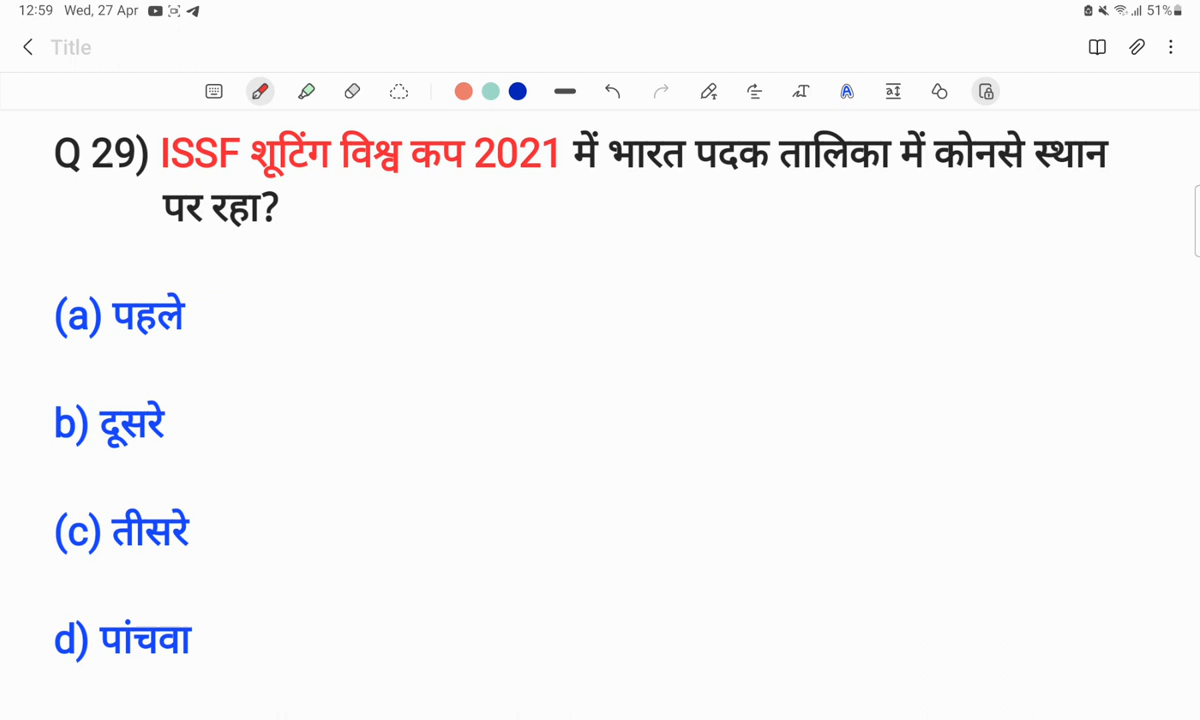 12:59 Wed, 27 Apr 51%
Title
Q 29) ISSF शूटिंग विश्व कप 2021 में भारत पदक तालिका में कोनसे स्थान
पर रहा?
(a) पहले
b) दूसरे
(c) तीसरे
d) पांचवा